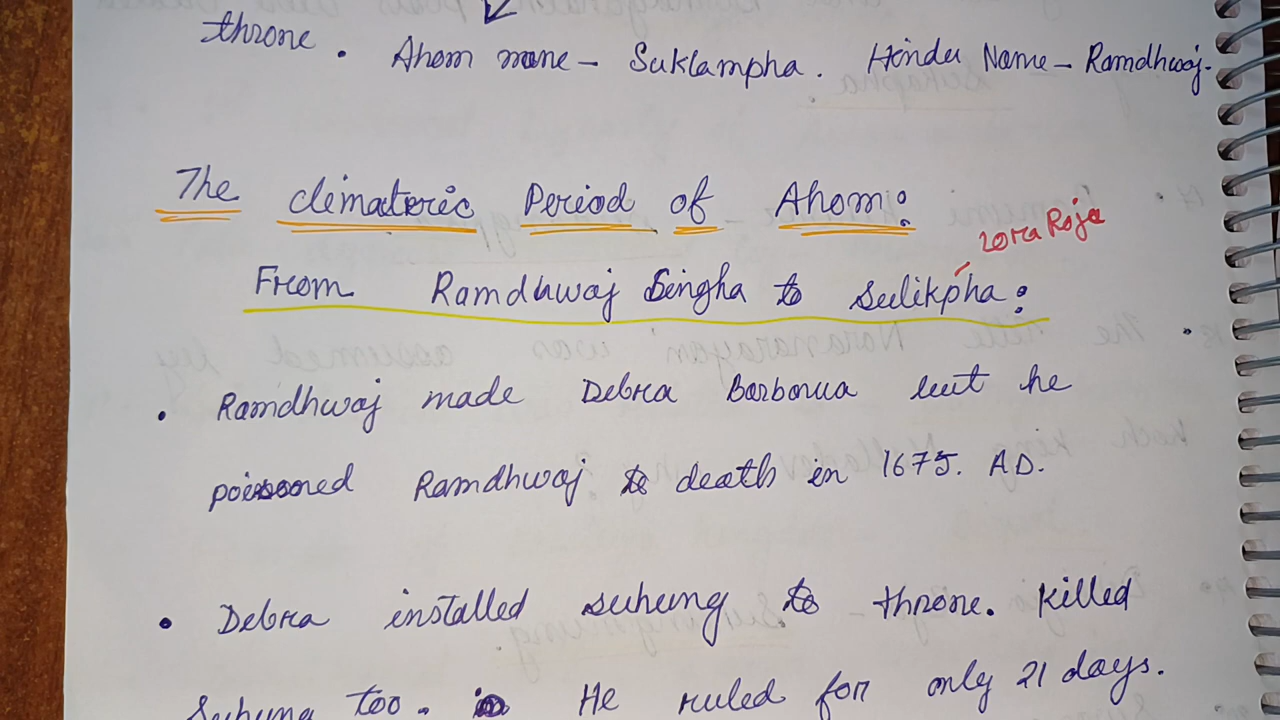 throne. Ahom name - Suklampha. Hindu Name - Ramdhwaj.
The climateric Period of Ahom:
lora Roja
From Ramdhwaj Singha to Sulikpha:
• Ramdhwaj made Debra Borborua but he
poisoned Ramdhwaj to death in 1675. AD.
• Debra installed suhung to throne. Killed
Suhung too. He ruled for only 21 days.